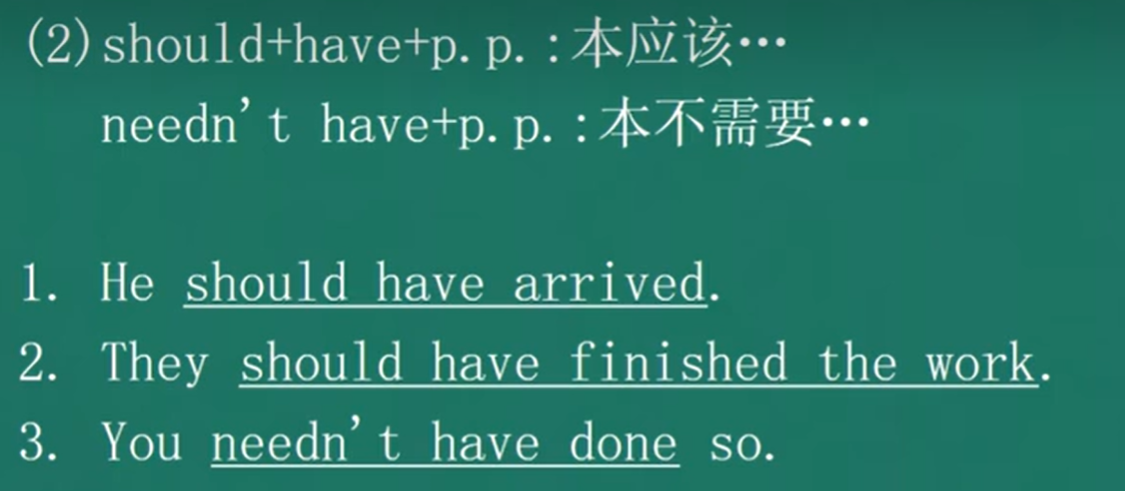 (2)should+have+p.p.:本应该…
needn't have+p.p.:本不需要…
1. He should have arrived.
2. They should have finished the work.
3. You needn't have done so.